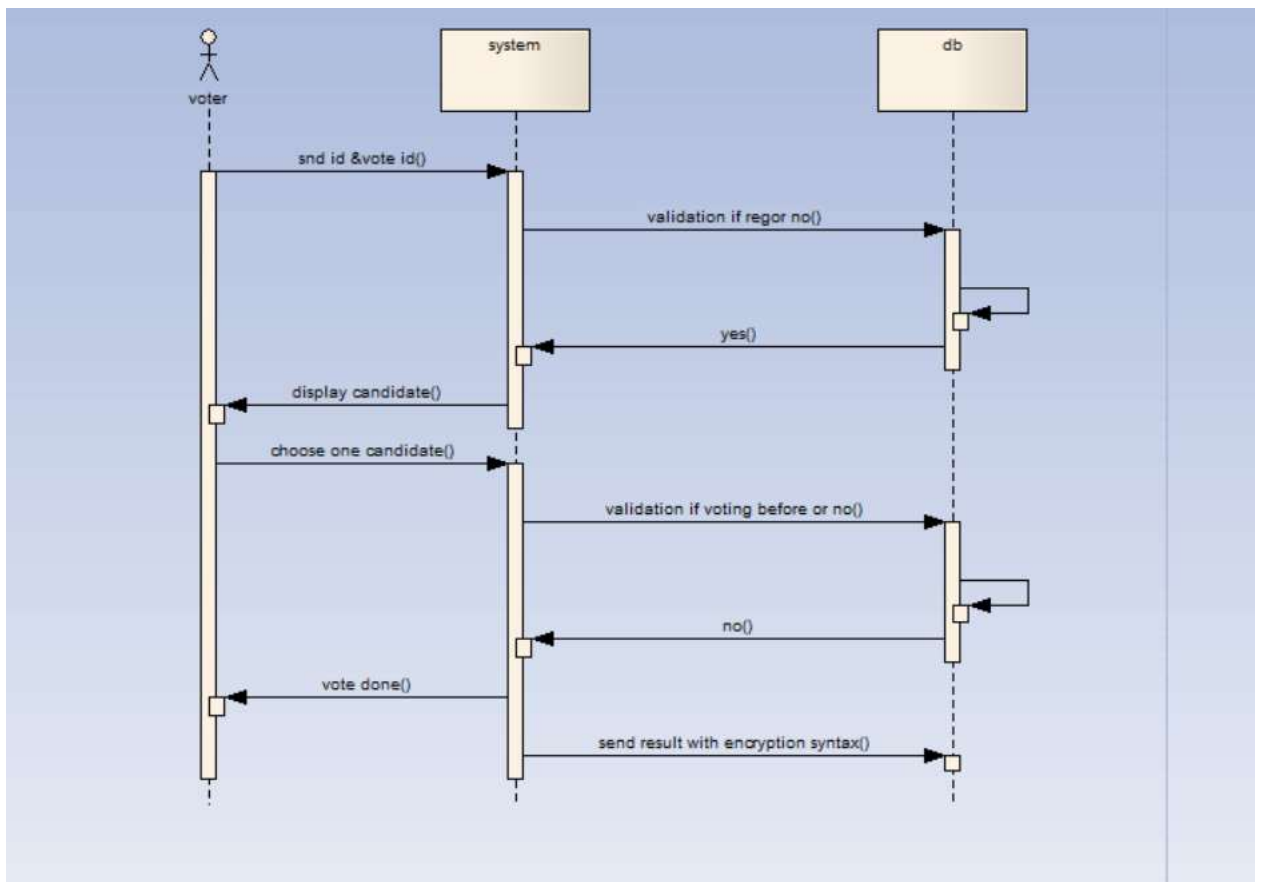 system
db
voter
snd id &vote id()
validation if regor no()
yes()
display candidate()
choose one candidate()
validation if voting before or no()
no()
vote done()
send result with encryption syntax()